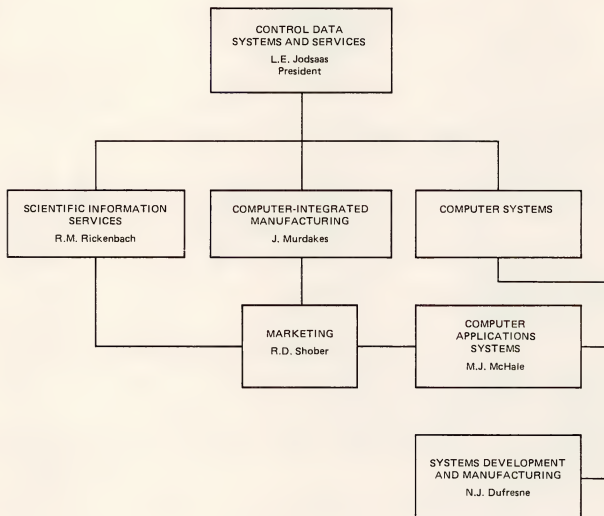 CONTROL DATA
SYSTEMS AND SERVICES
L.E. Jodsaas
President
SCIENTIFIC INFORMATION
SERVICES
R.M. Rickenbach
COMPUTER-INTEGRATED
MANUFACTURING
J. Murdakes
COMPUTER SYSTEMS
MARKETING
R.D. Shober
COMPUTER
APPLICATIONS
SYSTEMS
M.J. McHale
SYSTEMS DEVELOPMENT
AND MANUFACTURING
N.J. Dufresne